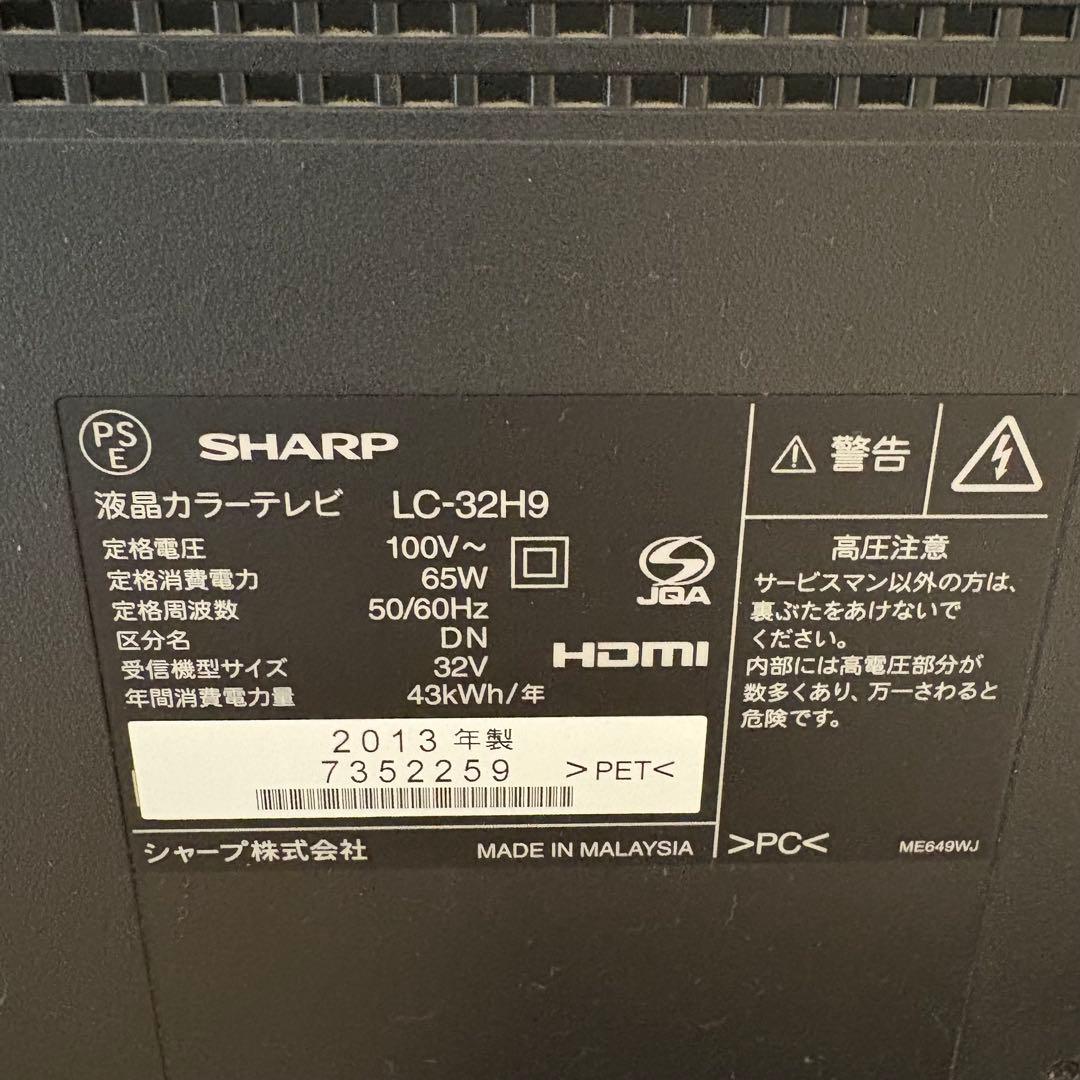 PS
E
SHARP
液晶カラーテレビ LC-32H9
定格電圧 100V～
定格消費電力 65W
定格周波数 50/60Hz
区分名 DN
受信機型サイズ 32V
年間消費電力量 43kWh/年
JQA
HDMI
2013年製
7352259 >PET<
シャープ株式会社 MADE IN MALAYSIA
⚠ 警告
高圧注意
サービスマン以外の方は、
裏ぶたをあけないで
ください。
内部には高電圧部分が
数多くあり、万一さわると
危険です。
>PC< ME649WJ